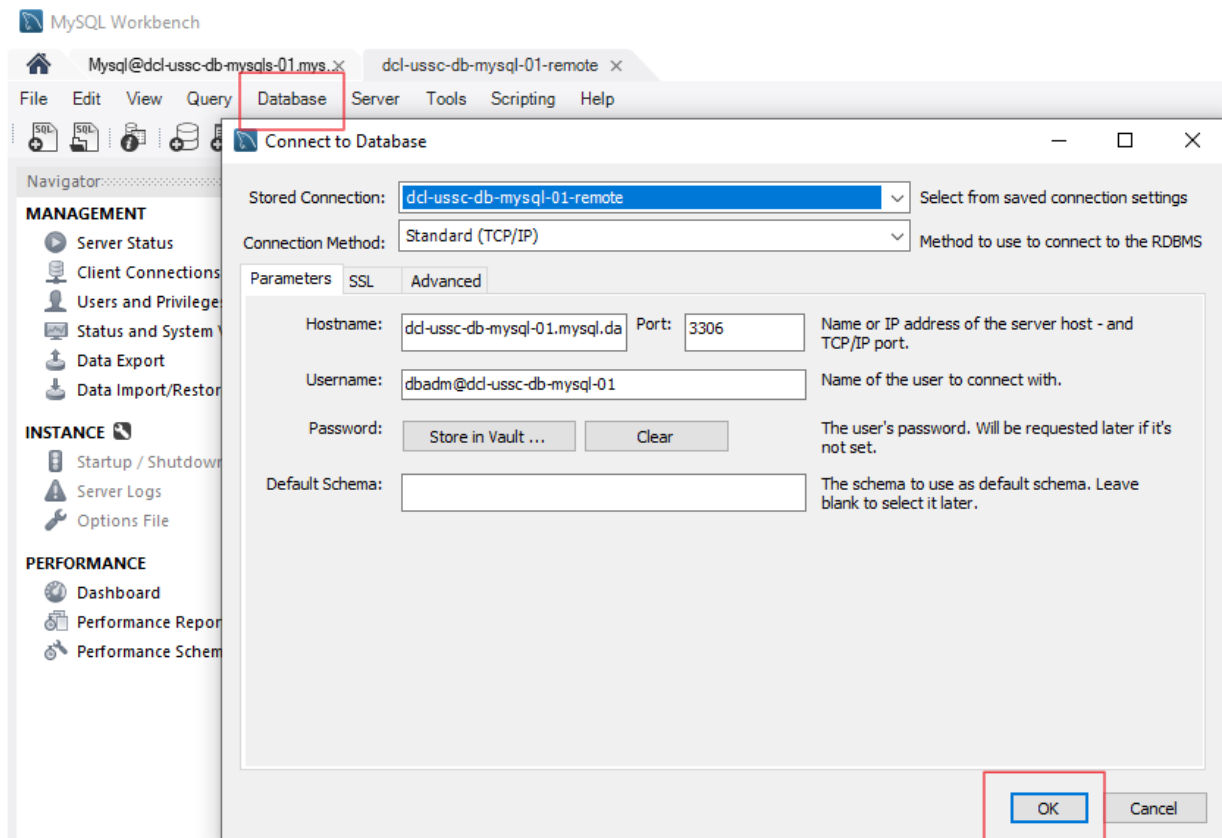 MySQL Workbench
Mysql@dcl-ussc-db-mysqls-01.mys..× dcl-ussc-db-mysql-01-remote ×
File Edit View Query Database Server Tools Scripting Help
SQL SQL
Connect to Database
Navigator
MANAGEMENT
Server Status
Client Connections
Users and Privilege
Status and System
Data Export
Data Import/Restor
INSTANCE
Startup / Shutdown
Server Logs
Options File
PERFORMANCE
Dashboard
Performance Repor
Performance Schem
Stored Connection: dcl-ussc-db-mysql-01-remote Select from saved connection settings
Connection Method: Standard (TCP/IP) Method to use to connect to the RDBMS
Parameters SSL Advanced
Hostname: dcl-ussc-db-mysql-01.mysql.da Port: 3306 Name or IP address of the server host - and
TCP/IP port.
Username: dbadm@dcl-ussc-db-mysql-01 Name of the user to connect with.
Password: Store in Vault ... Clear The user's password. Will be requested later if it's
not set.
Default Schema: The schema to use as default schema. Leave
blank to select it later.
OK Cancel